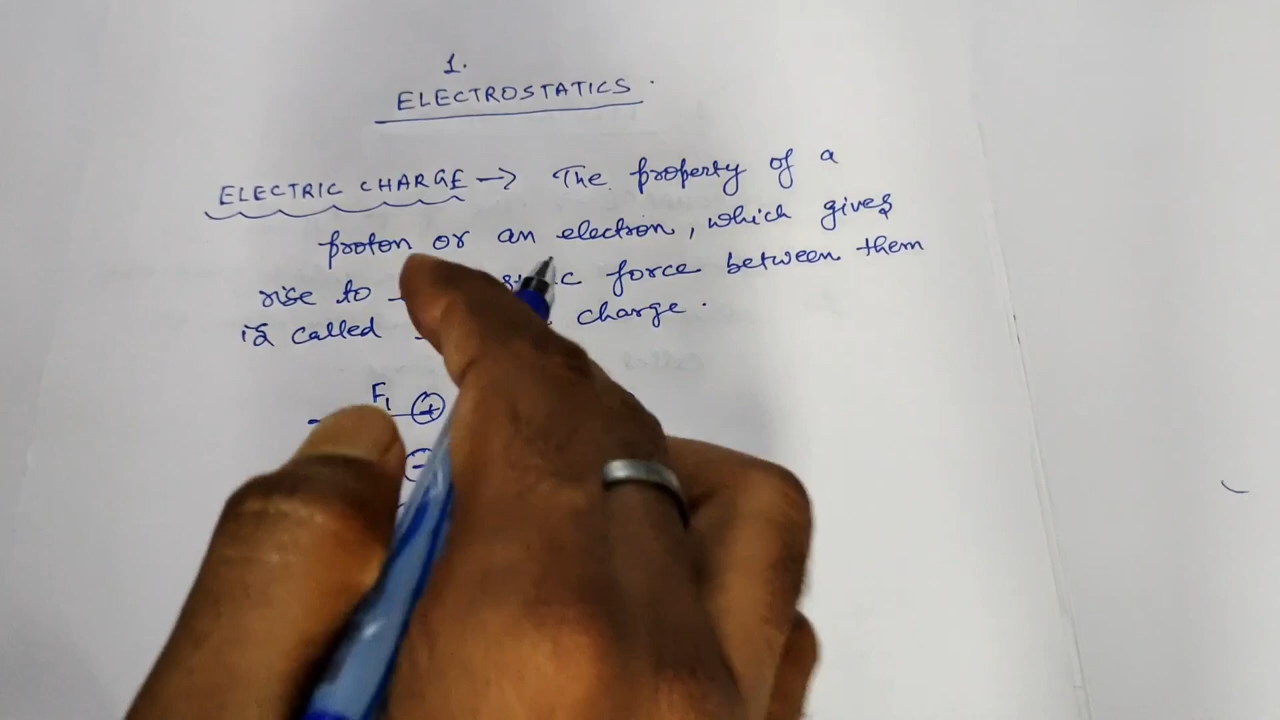 1.
ELECTROSTATICS.
ELECTRIC CHARGE → The property of a
proton or an electron, which gives
rise to force between them
is called charge.
F1 +
−